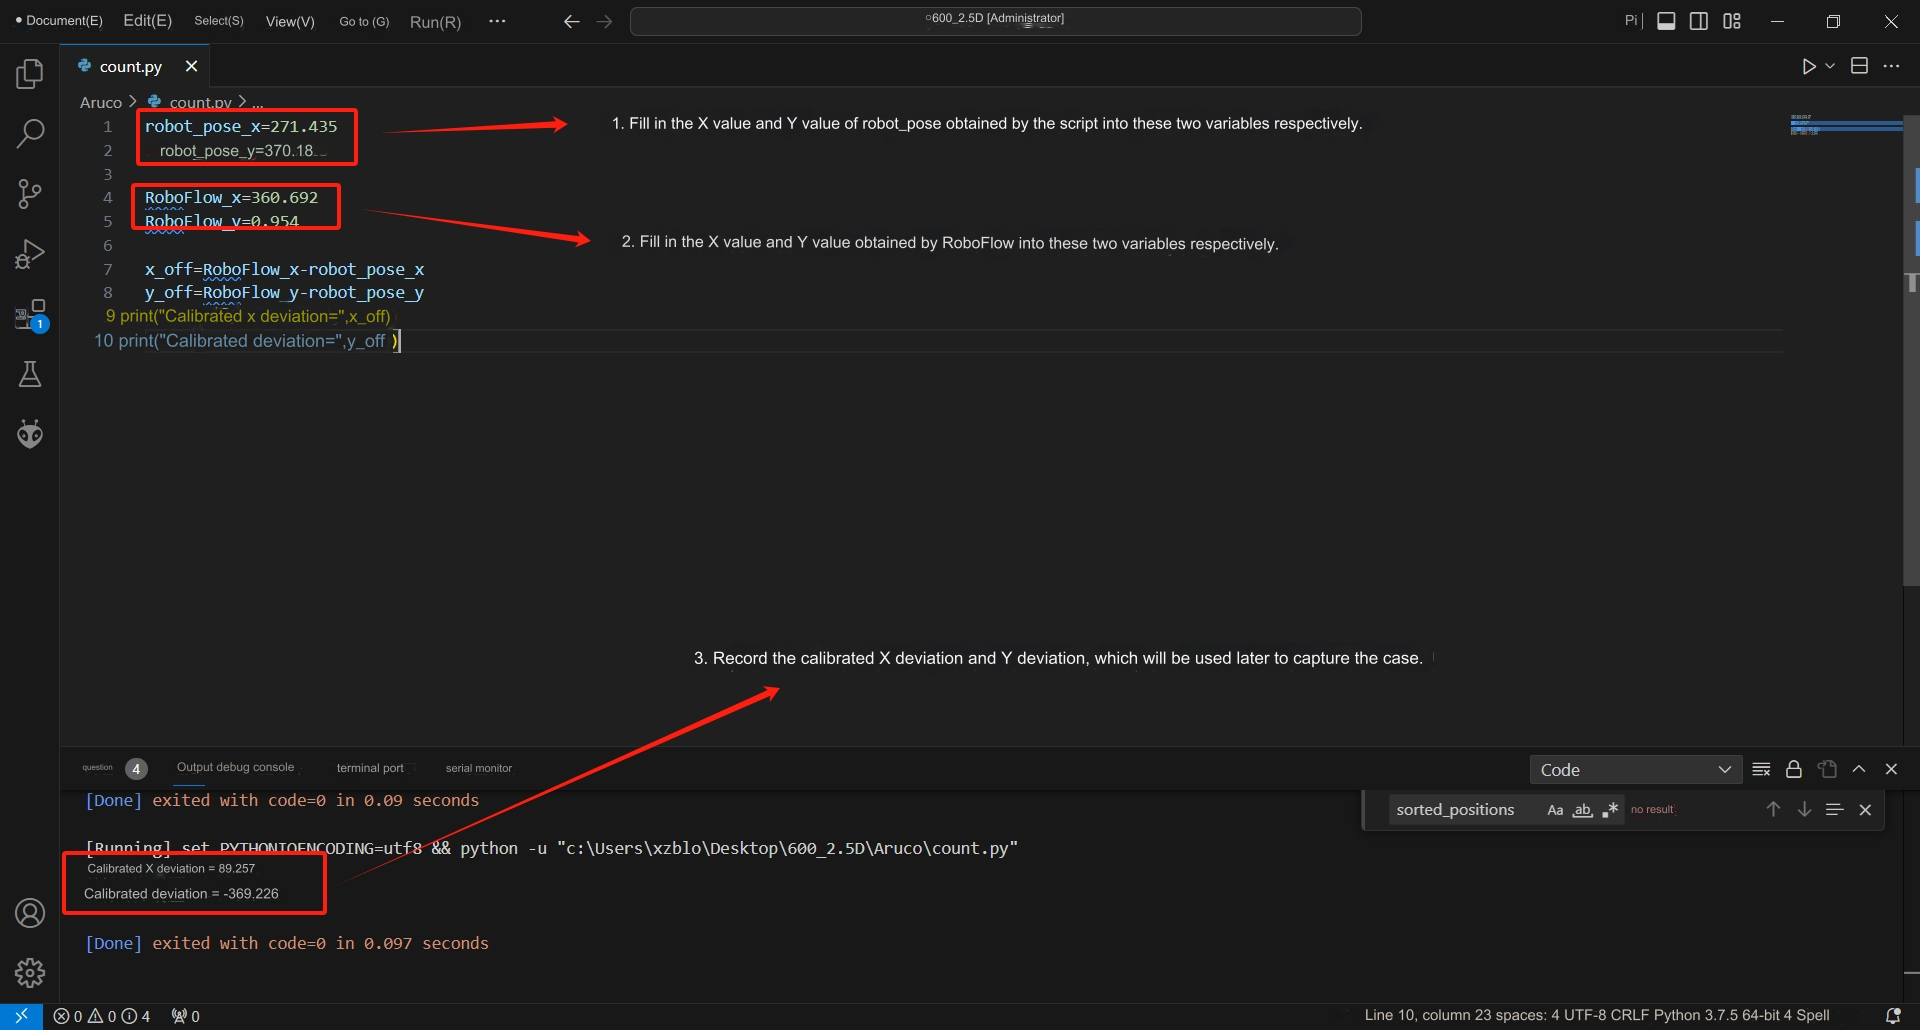 Document(E) Edit(E) Select(S) View(V) Go to (G) Run(R) ··· 600_2.5D [Administrator] Pi
count.py
Aruco > count.py > ...
1 robot_pose_x=271.435
2 robot_pose_y=370.18
3
4 RoboFlow_x=360.692
5 RoboFlow_y=0.954
6
7 x_off=RoboFlow_x-robot_pose_x
8 y_off=RoboFlow_y-robot_pose_y
9 print("Calibrated x deviation=",x_off)
10 print("Calibrated deviation=",y_off )
1. Fill in the X value and Y value of robot_pose obtained by the script into these two variables respectively.
2. Fill in the X value and Y value obtained by RoboFlow into these two variables respectively.
1
3. Record the calibrated X deviation and Y deviation, which will be used later to capture the case.
question 4 Output debug console terminal port serial monitor Code
sorted_positions Aa ab no result
[Done] exited with code=0 in 0.09 seconds
[Running] set PYTHONIOENCODING=utf8 && python -u "c:\Users\xzblo\Desktop\600_2.5D\Aruco\count.py"
Calibrated X deviation = 89.257
Calibrated deviation = -369.226
[Done] exited with code=0 in 0.097 seconds
0 0 4 0 Line 10, column 23 spaces: 4 UTF-8 CRLF Python 3.7.5 64-bit 4 Spell